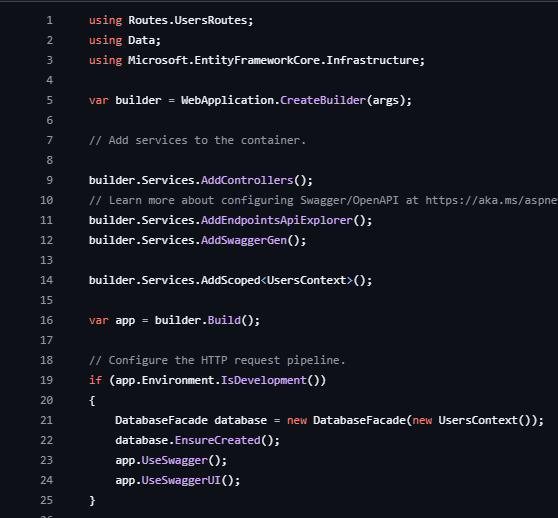 1 using Routes.UsersRoutes;
2 using Data;
3 using Microsoft.EntityFrameworkCore.Infrastructure;
4
5 var builder = WebApplication.CreateBuilder(args);
6
7 // Add services to the container.
8
9 builder.Services.AddControllers();
10 // Learn more about configuring Swagger/OpenAPI at https://aka.ms/aspne
11 builder.Services.AddEndpointsApiExplorer();
12 builder.Services.AddSwaggerGen();
13
14 builder.Services.AddScoped<UsersContext>();
15
16 var app = builder.Build();
17
18 // Configure the HTTP request pipeline.
19 if (app.Environment.IsDevelopment())
20 {
21     DatabaseFacade database = new DatabaseFacade(new UsersContext());
22     database.EnsureCreated();
23     app.UseSwagger();
24     app.UseSwaggerUI();
25 }